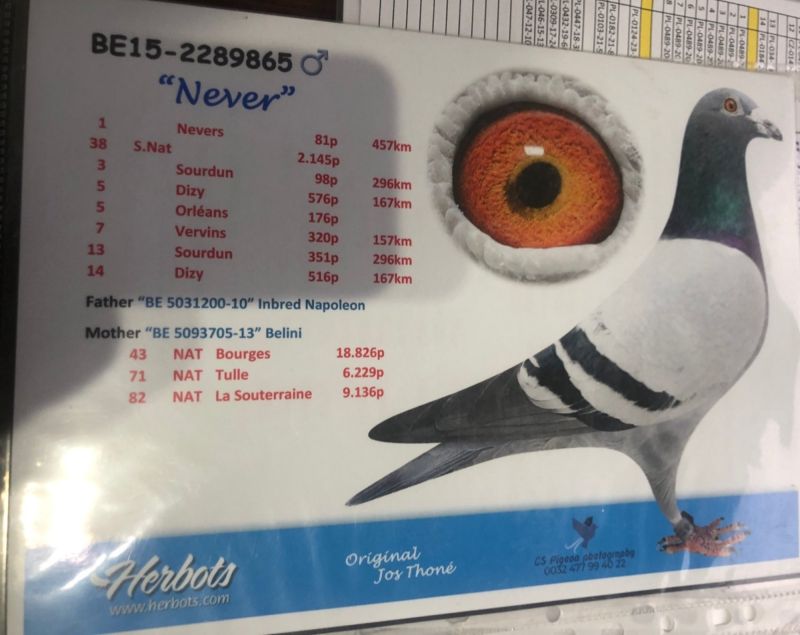 BE15-2289865 ♂
"Never"
1 Nevers 81p 457km
38 S.Nat 2.145p
3 Sourdun 98p 296km
5 Dizy 576p 167km
5 Orléans 176p
7 Vervins 320p 157km
13 Sourdun 351p 296km
14 Dizy 516p 167km
Father "BE 5031200-10" Inbred Napoleon
Mother "BE 5093705-13" Belini
43 NAT Bourges 18.826p
71 NAT Tulle 6.229p
82 NAT La Souterraine 9.136p
Herbots
www.herbots.com
Original
Jos Thoné
CS Pigeon photography
0032 477 99 40 22